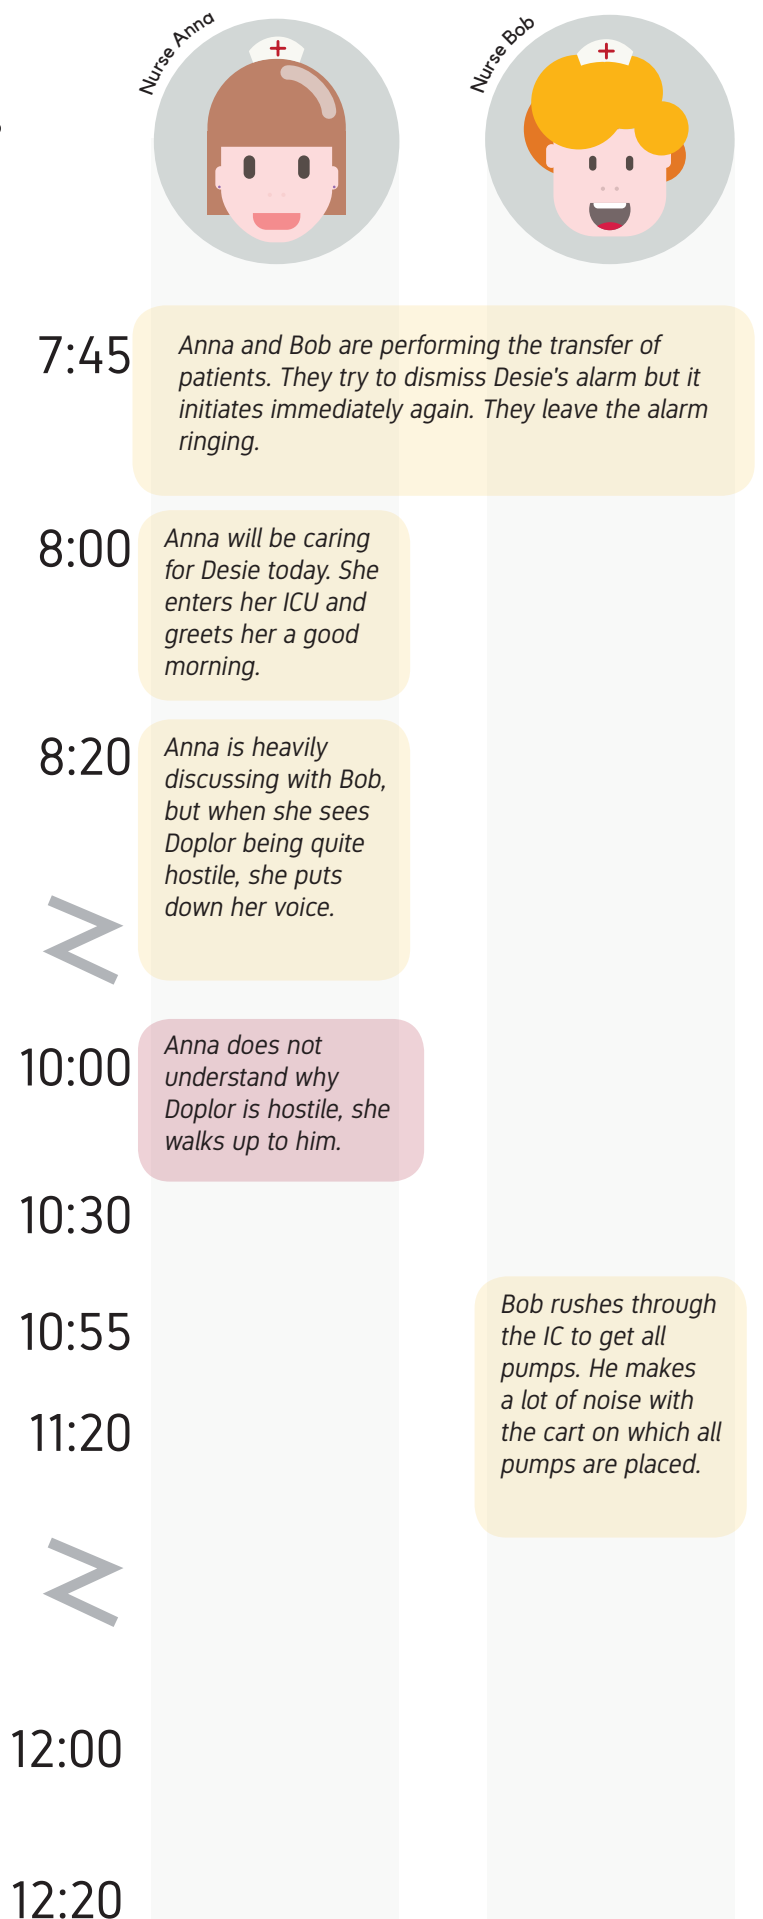 Nurse Anna
Nurse Bob
7:45
Anna and Bob are performing the transfer of
patients. They try to dismiss Desie's alarm but it
initiates immediately again. They leave the alarm
ringing.
8:00
Anna will be caring
for Desie today. She
enters her ICU and
greets her a good
morning.
8:20
Anna is heavily
discussing with Bob,
but when she sees
Doplor being quite
hostile, she puts
down her voice.
10:00
Anna does not
understand why
Doplor is hostile, she
walks up to him.
10:30
10:55
Bob rushes through
the IC to get all
pumps. He makes
a lot of noise with
the cart on which all
pumps are placed.
11:20
12:00
12:20